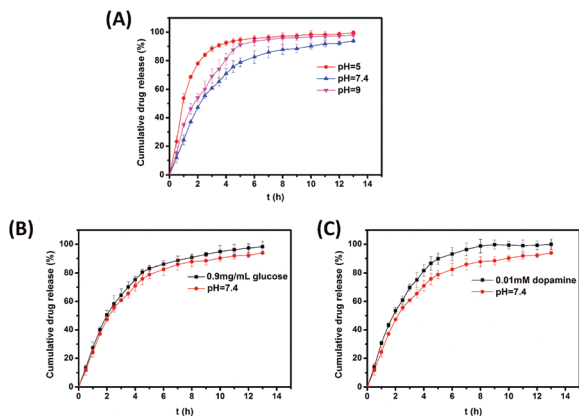 (A)
Cumulative drug release (%)
100
80
60
40
20
0
pH=5
pH=7.4
pH=9
0 2 4 6 8 10 12 14
t (h)
(B)
Cumulative drug release (%)
100
80
60
40
20
0
0.9mg/mL glucose
pH=7.4
0 2 4 6 8 10 12 14
t (h)
(C)
Cumulative drug release (%)
100
80
60
40
20
0
0.01mM dopamine
pH=7.4
0 2 4 6 8 10 12 14
t (h)